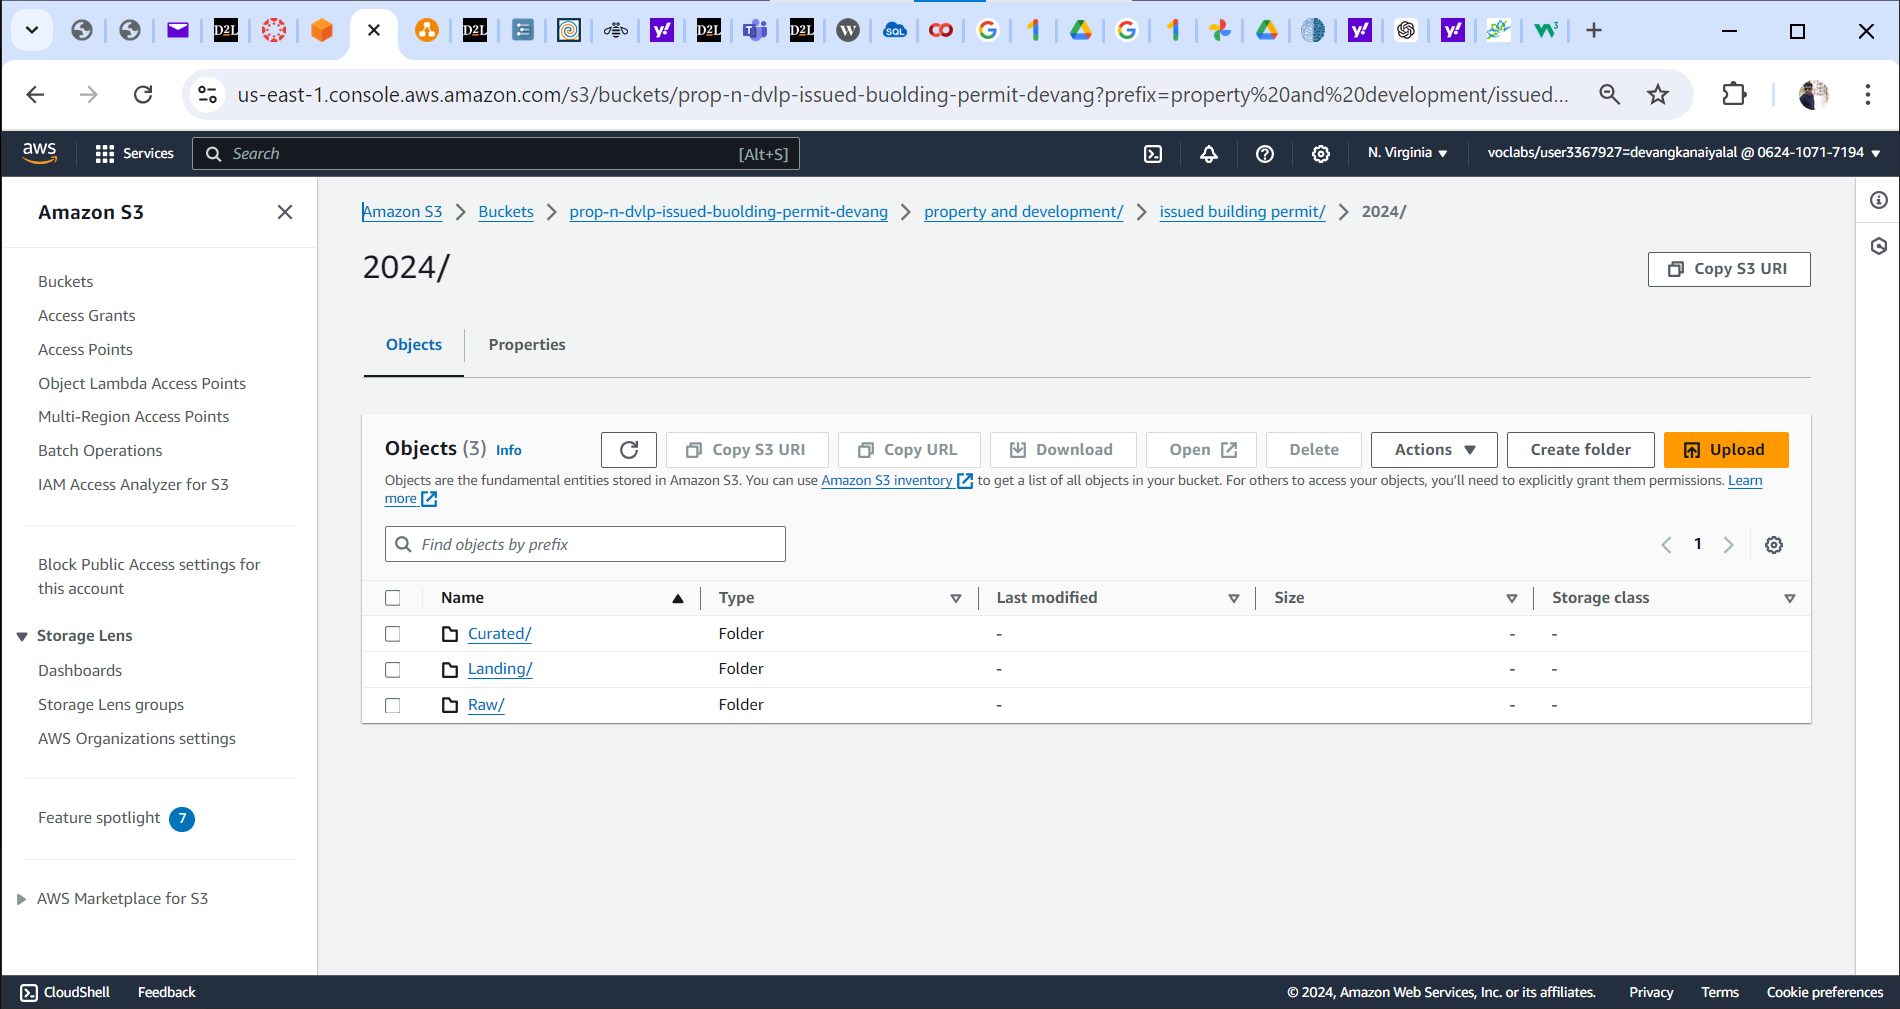 us-east-1.console.aws.amazon.com/s3/buckets/prop-n-dvlp-issued-buolding-permit-devang?prefix=property%20and%20development/issued...
aws Services Search [Alt+S] N. Virginia voclabs/user3367927=devangkanaiyalal @ 0624-1071-7194
Amazon S3
Buckets
Access Grants
Access Points
Object Lambda Access Points
Multi-Region Access Points
Batch Operations
IAM Access Analyzer for S3
Block Public Access settings for
this account
Storage Lens
Dashboards
Storage Lens groups
AWS Organizations settings
Feature spotlight 7
AWS Marketplace for S3
Amazon S3 Buckets prop-n-dvlp-issued-buolding-permit-devang property and development/ issued building permit/ 2024/
2024/
Copy S3 URI
Objects Properties
Objects (3) Info Copy S3 URI Copy URL Download Open Delete Actions Create folder Upload
Objects are the fundamental entities stored in Amazon S3. You can use Amazon S3 inventory to get a list of all objects in your bucket. For others to access your objects, you'll need to explicitly grant them permissions. Learn
more
Find objects by prefix 1
Name Type Last modified Size Storage class
Curated/ Folder - - -
Landing/ Folder - - -
Raw/ Folder - - -
CloudShell Feedback © 2024, Amazon Web Services, Inc. or its affiliates. Privacy Terms Cookie preferences